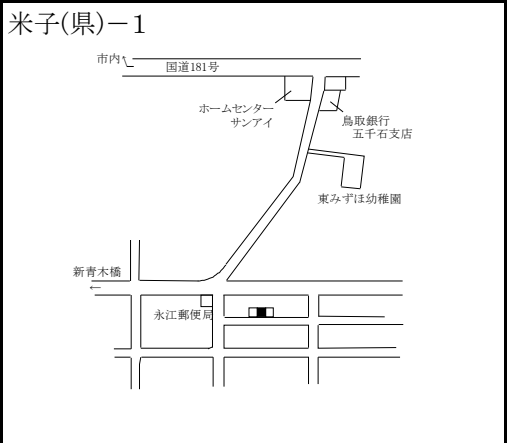 米子(県)－1
市内
国道181号
ホームセンター
サンアイ
鳥取銀行
五千石支店
東みずほ幼稚園
新青木橋
←
永江郵便局